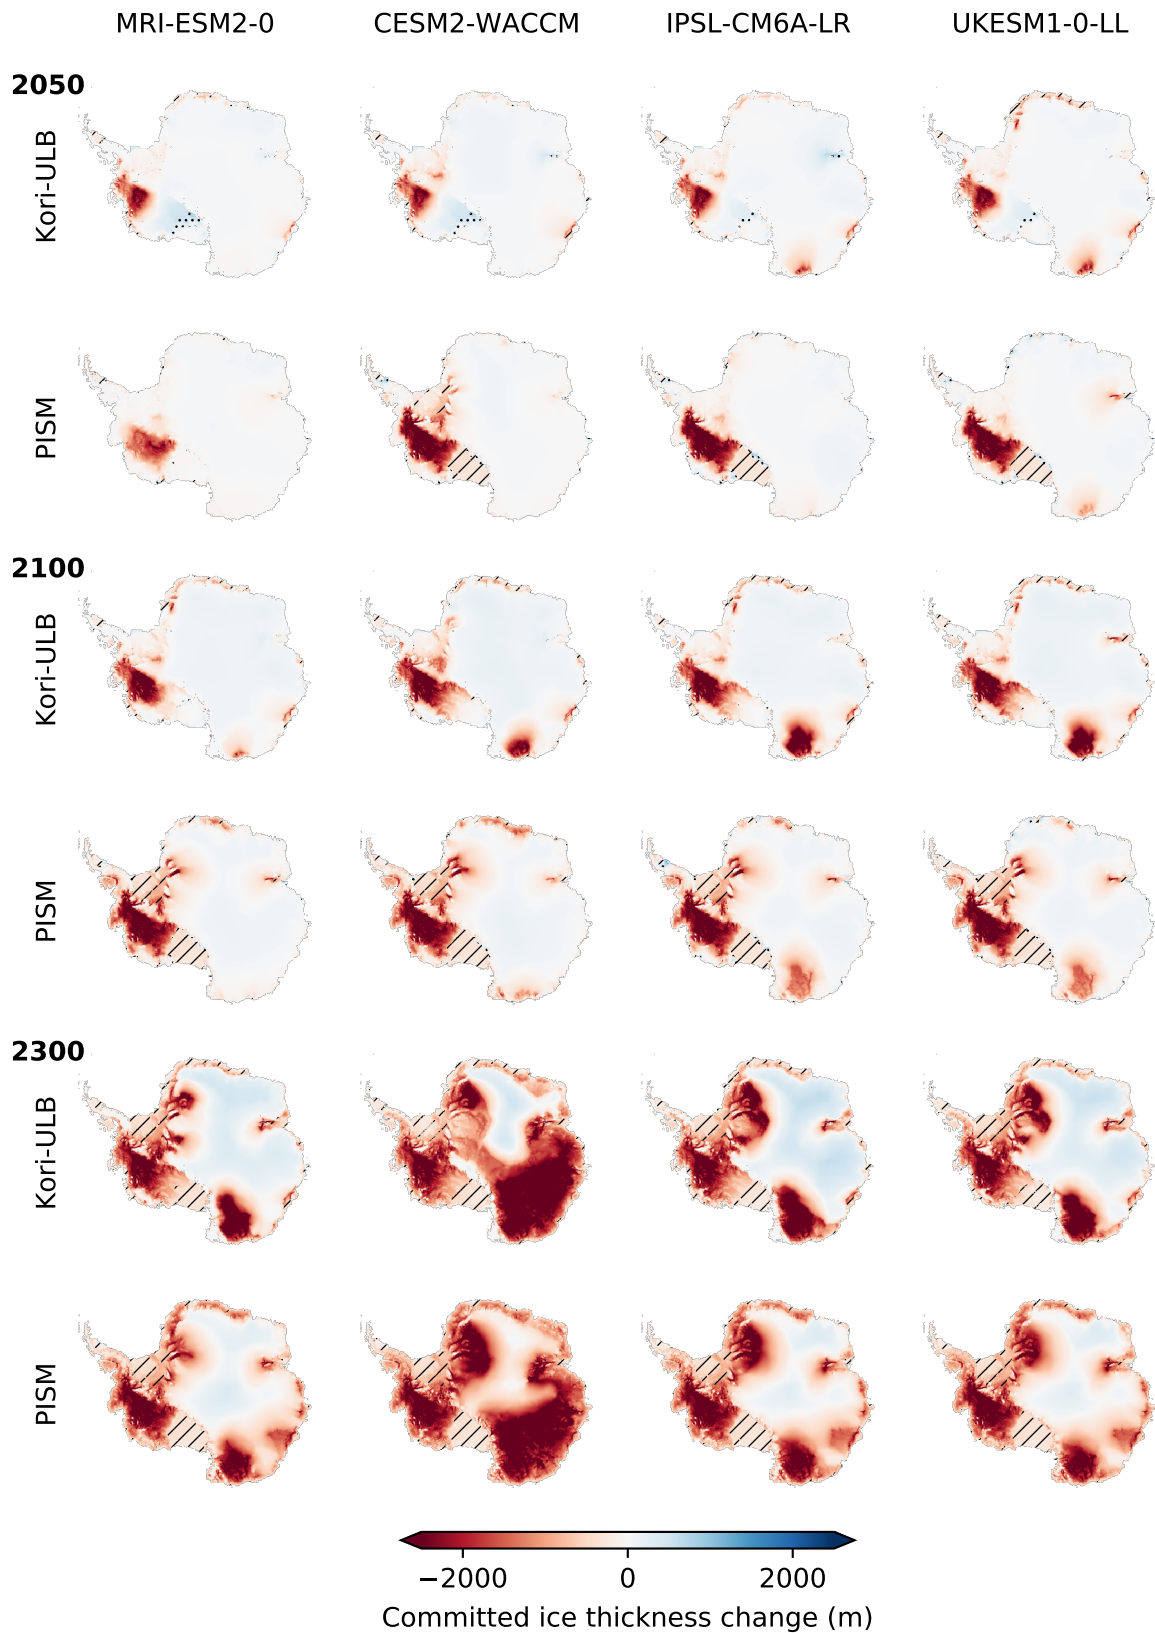 MRI-ESM2-0 CESM2-WACCM IPSL-CM6A-LR UKESM1-0-LL
2050
Kori-ULB
PISM
2100
Kori-ULB
PISM
2300
Kori-ULB
PISM
−2000 0 2000
Committed ice thickness change (m)